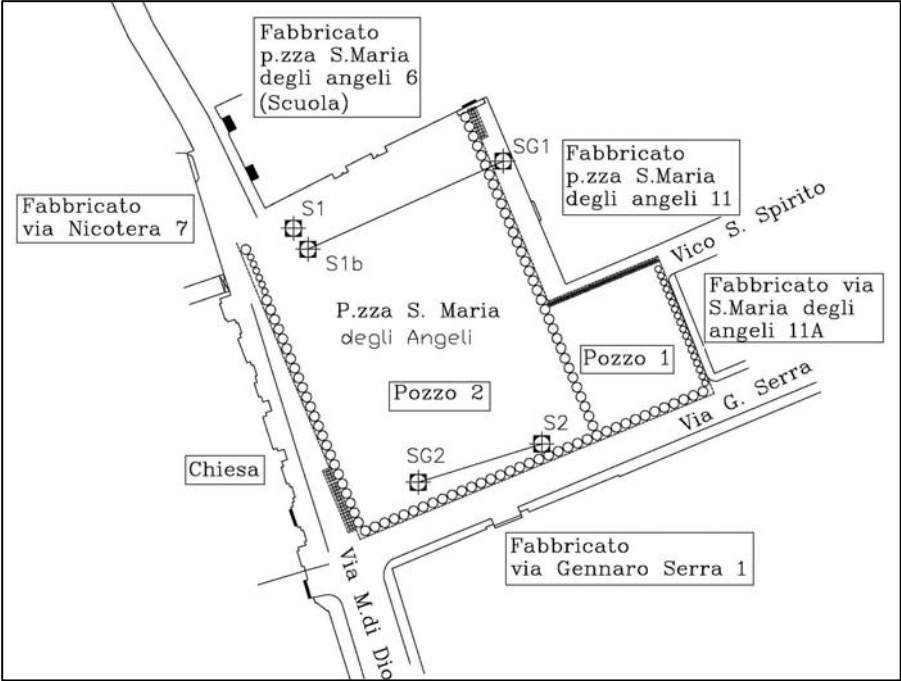 Fabbricato
p.zza S.Maria
degli angeli 6
(Scuola)
SG1
Fabbricato
p.zza S.Maria
degli angeli 11
Fabbricato
via Nicotera 7
S1
S1b
Vico S. Spirito
Fabbricato via
S.Maria degli
angeli 11A
P.zza S. Maria
degli Angeli
Pozzo 1
Pozzo 2
Via G. Serra
S2
SG2
Chiesa
Fabbricato
via Gennaro Serra 1
Via M.di Dio